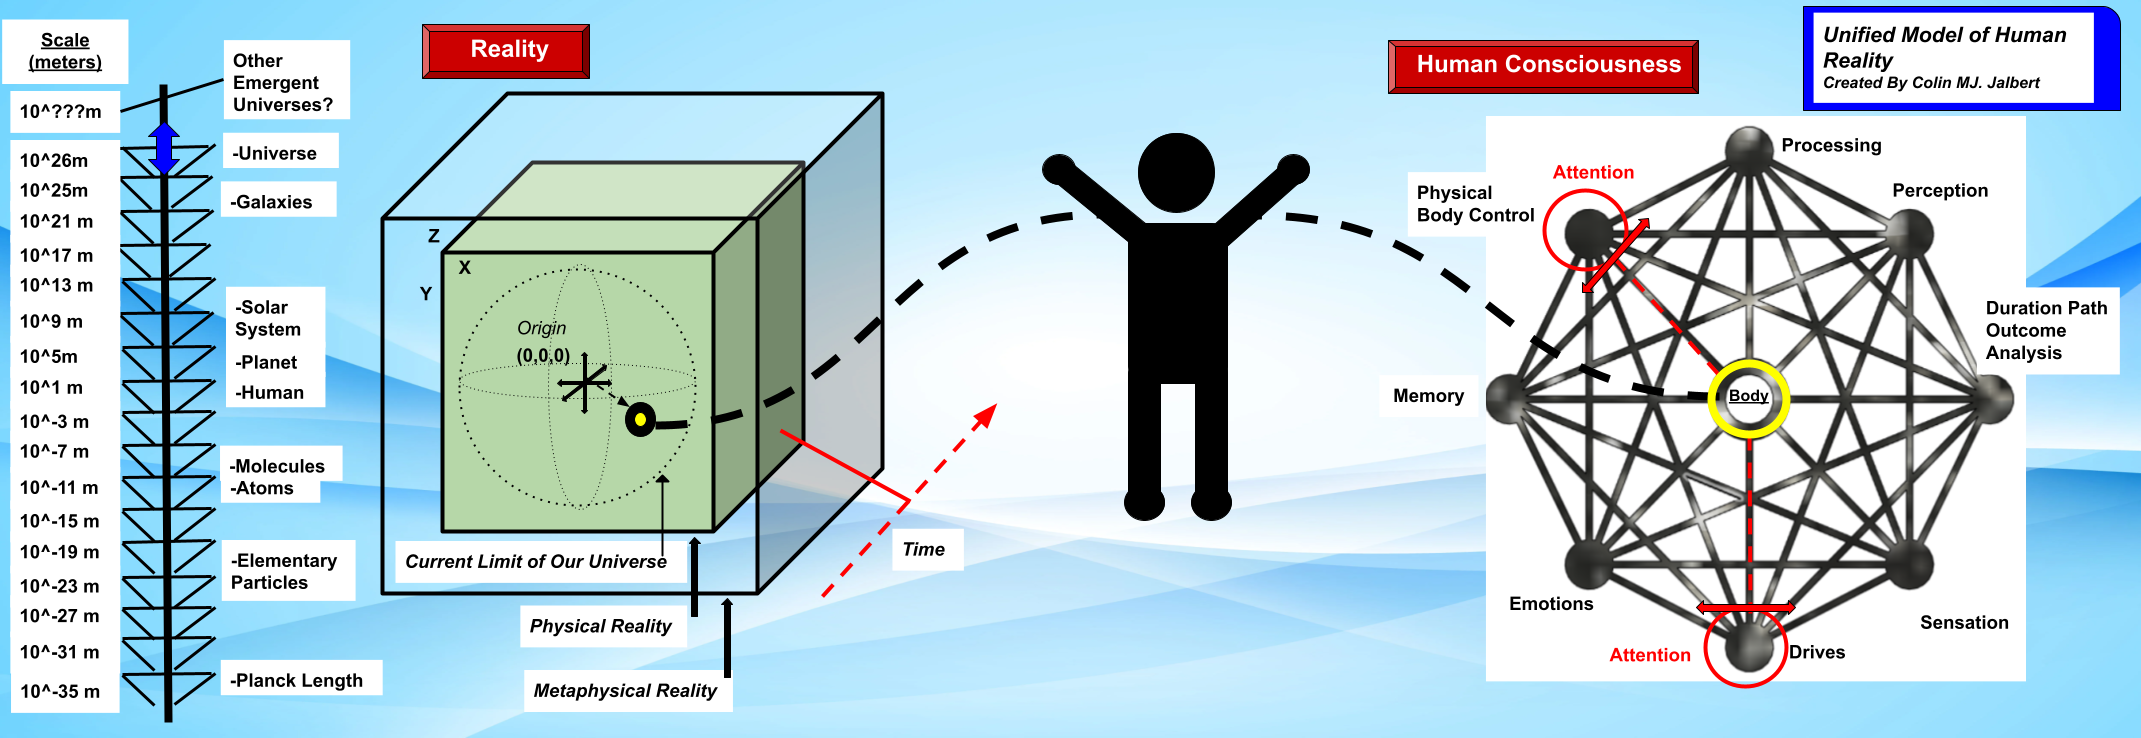 Scale
(meters)
10^???m
10^26m
10^25m
10^21 m
10^17 m
10^13 m
10^9 m
10^5m
10^1 m
10^-3 m
10^-7 m
10^-11 m
10^-15 m
10^-19 m
10^-23 m
10^-27 m
10^-31 m
10^-35 m
Other
Emergent
Universes?
-Universe
-Galaxies
-Solar
System
-Planet
-Human
-Molecules
-Atoms
-Elementary
Particles
-Planck Length
Reality
Z
X
Y
Origin
(0,0,0)
Current Limit of Our Universe
Physical Reality
Metaphysical Reality
Time
Human Consciousness
Unified Model of Human
Reality
Created By Colin MJ. Jalbert
Processing
Attention
Perception
Physical
Body Control
Duration Path
Outcome
Analysis
Memory
Body
Emotions
Sensation
Attention
Drives